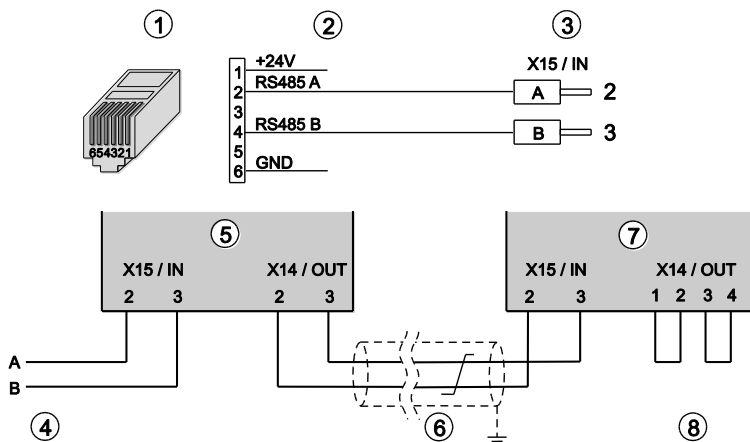 1 2 3
654321
1 +24V
2 RS485 A
3
4 RS485 B
5
6 GND
X15 / IN
A 2
B 3
5 7
X15 / IN X14 / OUT X15 / IN X14 / OUT
2 3 2 3 2 3 1 2 3 4
A
B
4 6 8